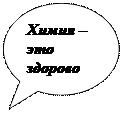 Химия –
это
здорово